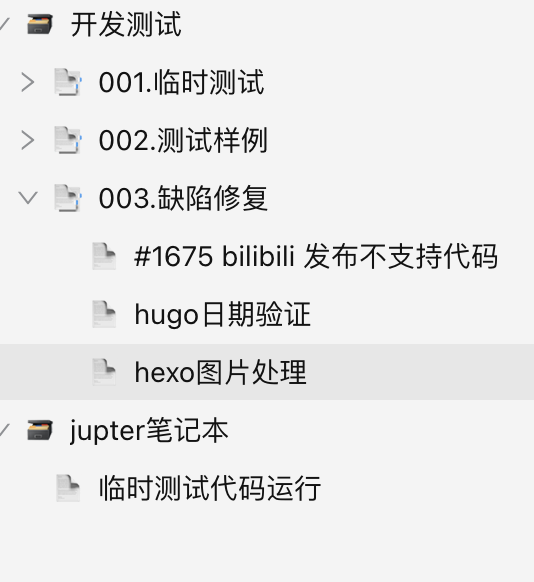 开发测试
001.临时测试
002.测试样例
003.缺陷修复
#1675 bilibili 发布不支持代码
hugo日期验证
hexo图片处理
jupter笔记本
临时测试代码运行